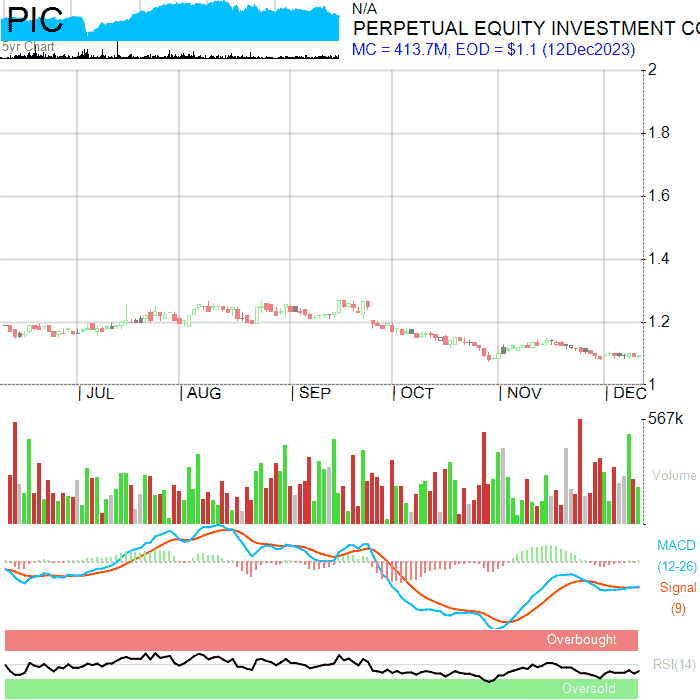 PIC
5yr Chart
N/A
PERPETUAL EQUITY INVESTMENT CO
MC = 413.7M, EOD = $1.1 (12Dec2023)
2
1.8
1.6
1.4
1.2
1
JUL
AUG
SEP
OCT
NOV
DEC
567k
Volume
MACD
(12-26)
Signal
(9)
Overbought
RSI(14)
Oversold